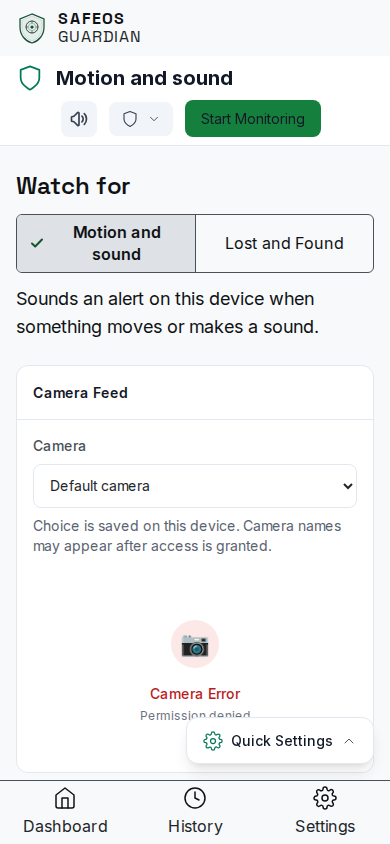 SAFEOS
GUARDIAN
Motion and sound
Start Monitoring
Watch for
Motion and
sound
Lost and Found
Sounds an alert on this device when
something moves or makes a sound.
Camera Feed
Camera
Default camera
Choice is saved on this device. Camera names
may appear after access is granted.
Camera Error
Permission denied
Quick Settings
Dashboard
History
Settings